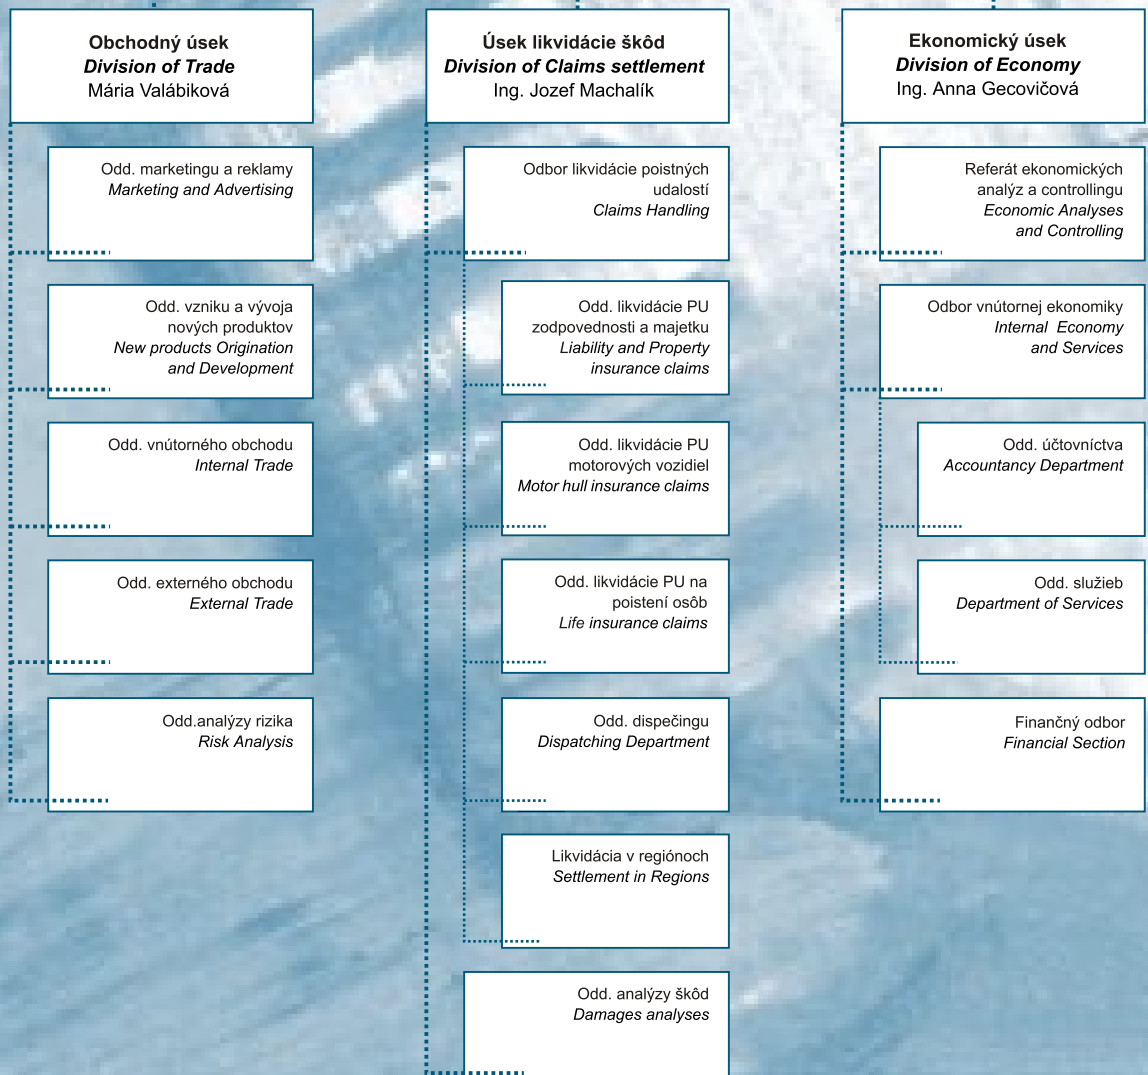 Obchodný úsek
Division of Trade
Mária Valábiková
Odd. marketingu a reklamy
Marketing and Advertising
Odd. vzniku a vývoja
nových produktov
New products Origination
and Development
Odd. vnútorného obchodu
Internal Trade
Odd. externého obchodu
External Trade
Odd.analýzy rizika
Risk Analysis
Úsek likvidácie škôd
Division of Claims settlement
Ing. Jozef Machalík
Odbor likvidácie poistných
udalostí
Claims Handling
Odd. likvidácie PU
zodpovednosti a majetku
Liability and Property
insurance claims
Odd. likvidácie PU
motorových vozidiel
Motor hull insurance claims
Odd. likvidácie PU na
poistení osôb
Life insurance claims
Odd. dispečingu
Dispatching Department
Likvidácia v regiónoch
Settlement in Regions
Odd. analýzy škôd
Damages analyses
Ekonomický úsek
Division of Economy
Ing. Anna Gecovičová
Referát ekonomických
analýz a controllingu
Economic Analyses
and Controlling
Odbor vnútornej ekonomiky
Internal Economy
and Services
Odd. účtovníctva
Accountancy Department
Odd. služieb
Department of Services
Finančný odbor
Financial Section